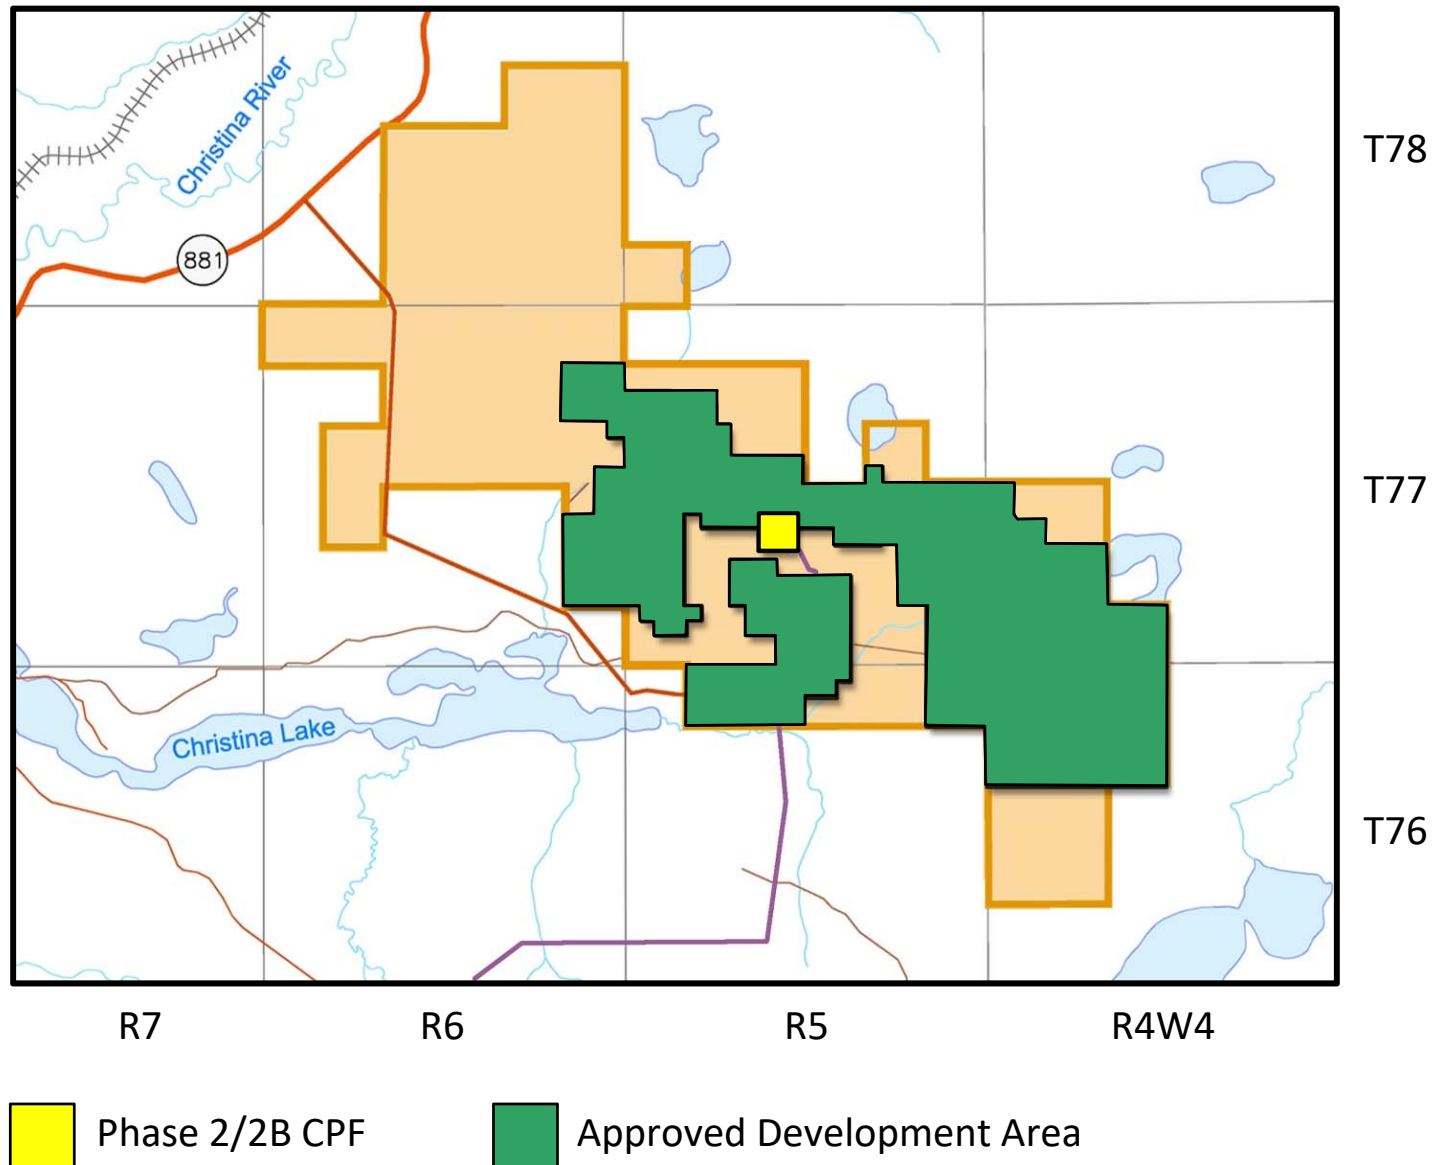 Christina River
T78
881
T77
Christina Lake
T76
R7 R6 R5 R4W4
Phase 2/2B CPF Approved Development Area